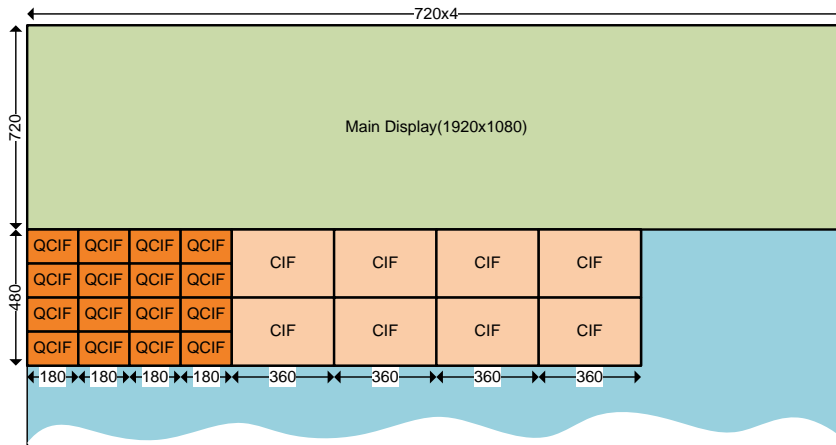 720x4
720
Main Display(1920x1080)
480
QCIF QCIF QCIF QCIF
CIF CIF CIF CIF
QCIF QCIF QCIF QCIF
QCIF QCIF QCIF QCIF
CIF CIF CIF CIF
QCIF QCIF QCIF QCIF
180 180 180 180 360 360 360 360